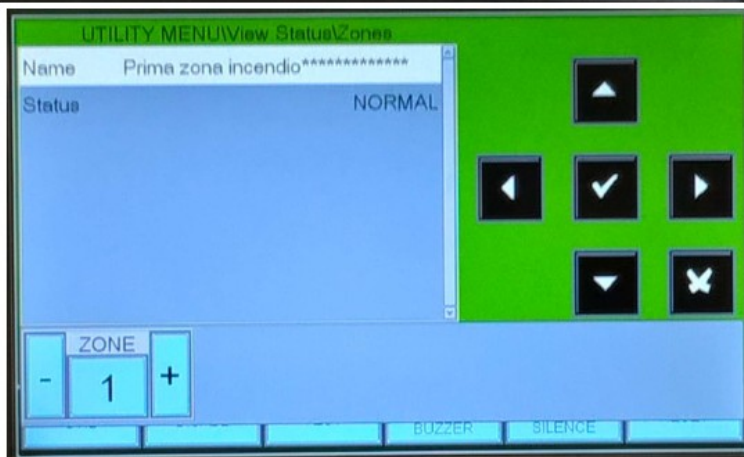 UTILITY MENU\View Status\Zones
Name Prima zona incendio*************
Status NORMAL
ZONE
- 1 +
BUZZER SILENCE